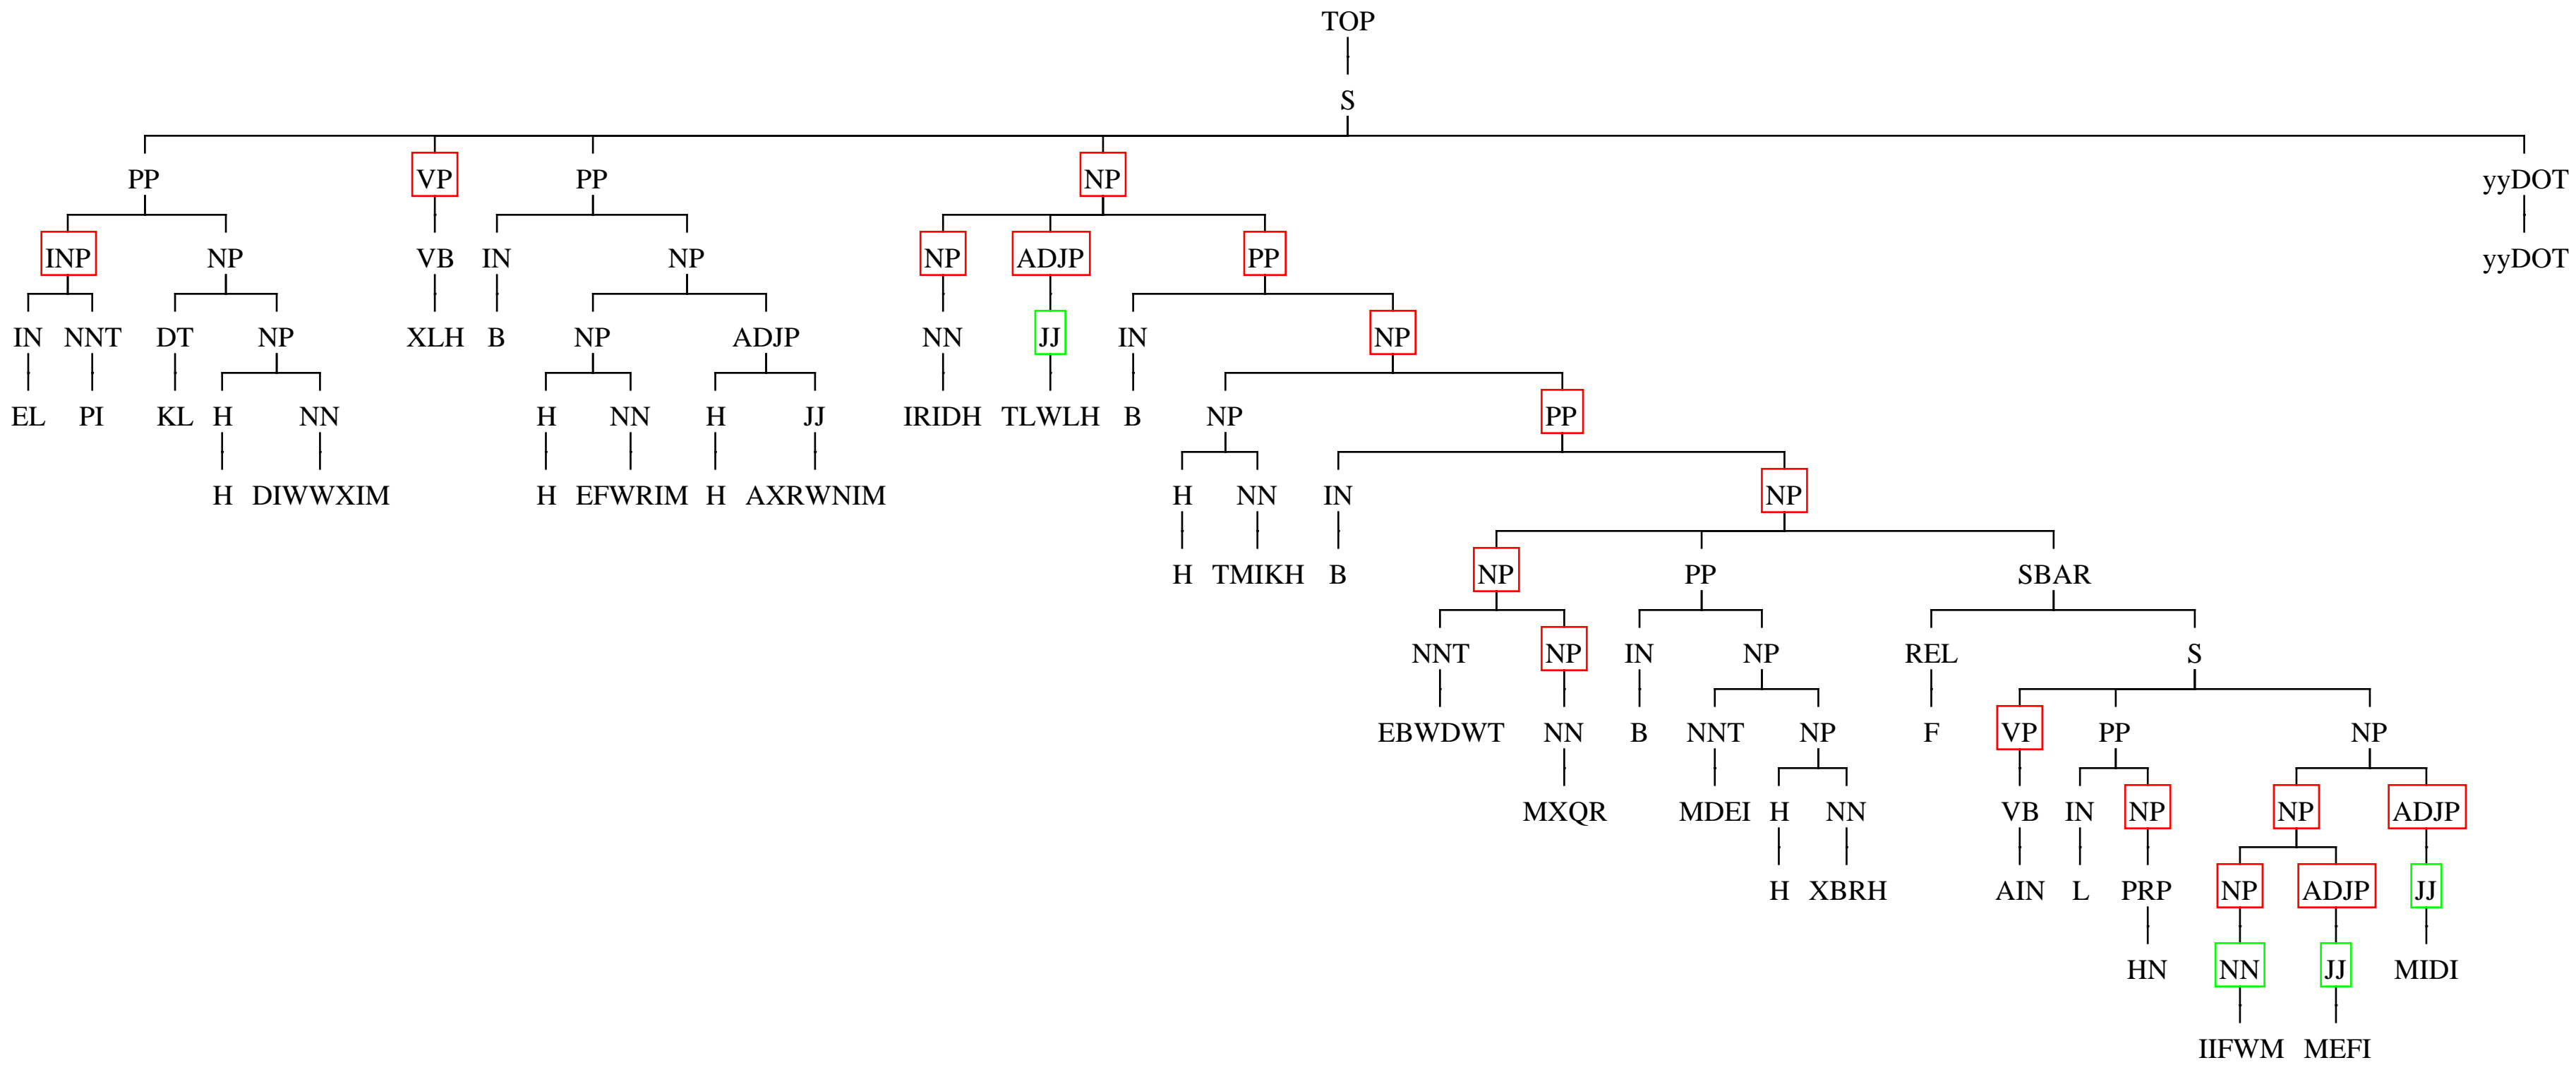 TOP
S
PP VP PP NP yyDOT
INP NP VB IN NP NP ADJP PP yyDOT
IN NNT DT NP XLH B NP ADJP NN JJ IN NP
EL PI KL H NN H NN H JJ IRIDH TLWLH B NP PP
H DIWWXIM H EFWRIM H AXRWNIM H NN IN NP
H TMIKH B NP PP SBAR
NNT NP IN NP REL S
EBWDWT NN B NNT NP F VP PP NP
MXQR MDEI H NN VB IN NP NP ADJP
H XBRH AIN L PRP NP ADJP JJ
HN NN JJ MIDI
IIFWM MEFI